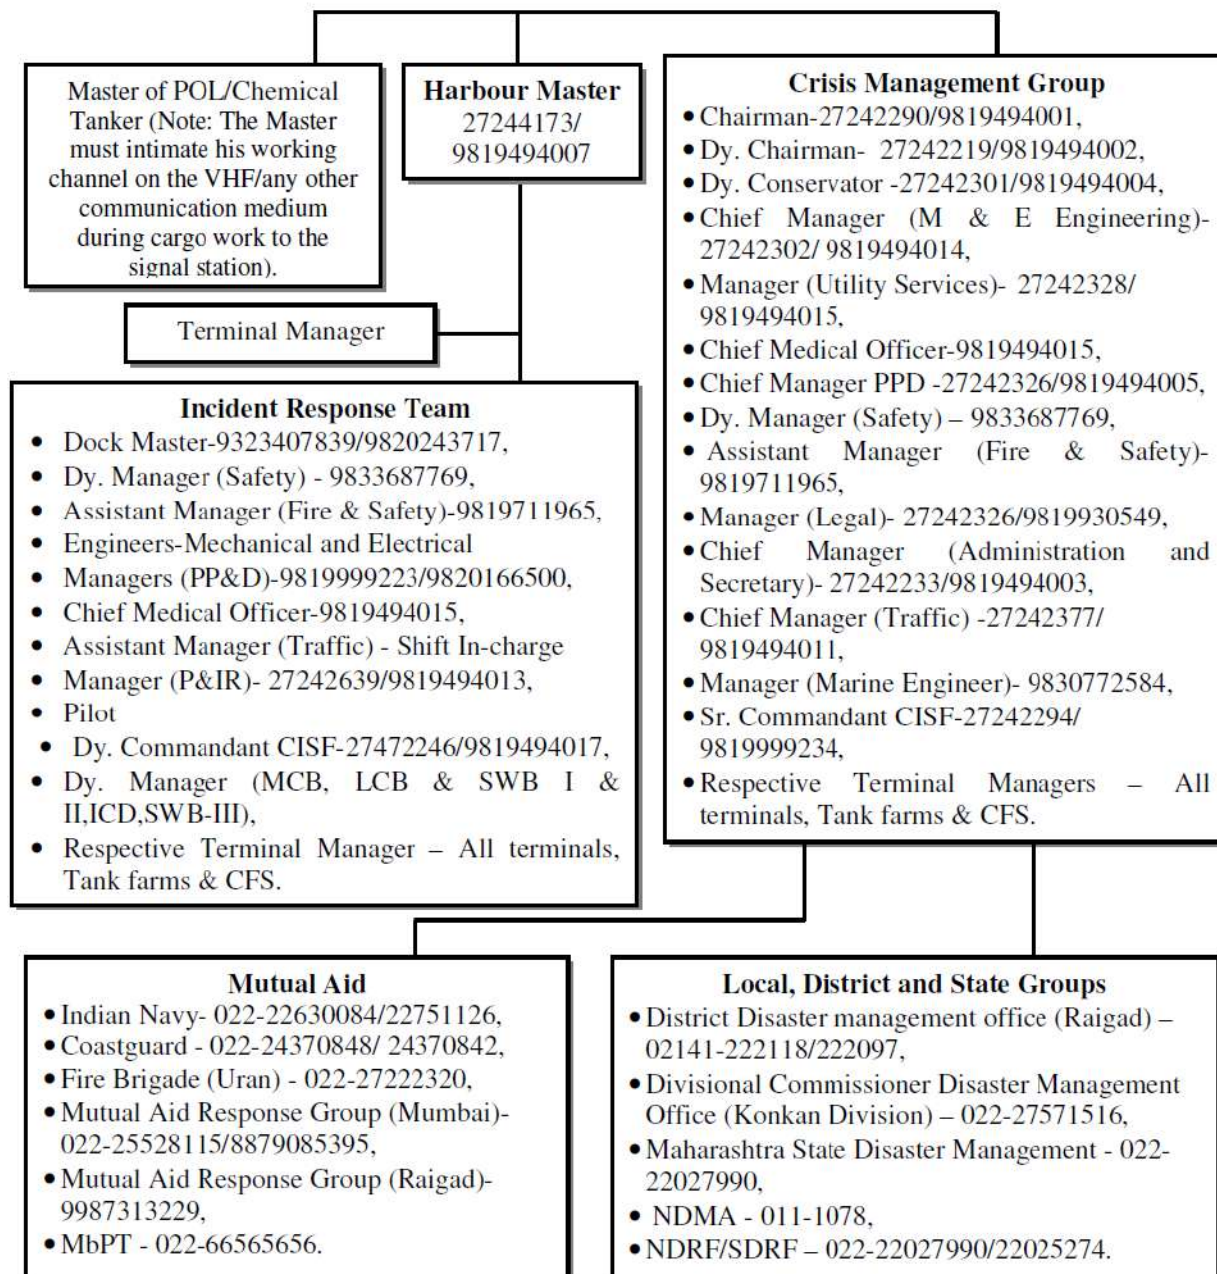 Master of POL/Chemical
Tanker (Note: The Master
must intimate his working
channel on the VHF/any other
communication medium
during cargo work to the
signal station).
Harbour Master
27244173/
9819494007
Crisis Management Group
•Chairman-27242290/9819494001,
•Dy. Chairman- 27242219/9819494002,
•Dy. Conservator -27242301/9819494004,
•Chief Manager (M & E Engineering)-
27242302/ 9819494014,
•Manager (Utility Services)- 27242328/
9819494015,
•Chief Medical Officer-9819494015,
•Chief Manager PPD -27242326/9819494005,
•Dy. Manager (Safety) – 9833687769,
• Assistant Manager (Fire & Safety)-
9819711965,
•Manager (Legal)- 27242326/9819930549,
•Chief Manager (Administration and
Secretary)- 27242233/9819494003,
•Chief Manager (Traffic) -27242377/
9819494011,
•Manager (Marine Engineer)- 9830772584,
•Sr. Commandant CISF-27242294/
9819999234,
•Respective Terminal Managers – All
terminals, Tank farms & CFS.
Terminal Manager
Incident Response Team
• Dock Master-9323407839/9820243717,
• Dy. Manager (Safety) - 9833687769,
• Assistant Manager (Fire & Safety)-9819711965,
• Engineers-Mechanical and Electrical
• Managers (PP&D)-9819999223/9820166500,
• Chief Medical Officer-9819494015,
• Assistant Manager (Traffic) - Shift In-charge
• Manager (P&IR)- 27242639/9819494013,
• Pilot
• Dy. Commandant CISF-27472246/9819494017,
• Dy. Manager (MCB, LCB & SWB I &
II,ICD,SWB-III),
• Respective Terminal Manager – All terminals,
Tank farms & CFS.
Mutual Aid
•Indian Navy- 022-22630084/22751126,
•Coastguard - 022-24370848/ 24370842,
•Fire Brigade (Uran) - 022-27222320,
•Mutual Aid Response Group (Mumbai)-
022-25528115/8879085395,
•Mutual Aid Response Group (Raigad)-
9987313229,
•MbPT - 022-66565656.
Local, District and State Groups
•District Disaster management office (Raigad) –
02141-222118/222097,
•Divisional Commissioner Disaster Management
Office (Konkan Division) – 022-27571516,
•Maharashtra State Disaster Management - 022-
22027990,
• NDMA - 011-1078,
•NDRF/SDRF – 022-22027990/22025274.